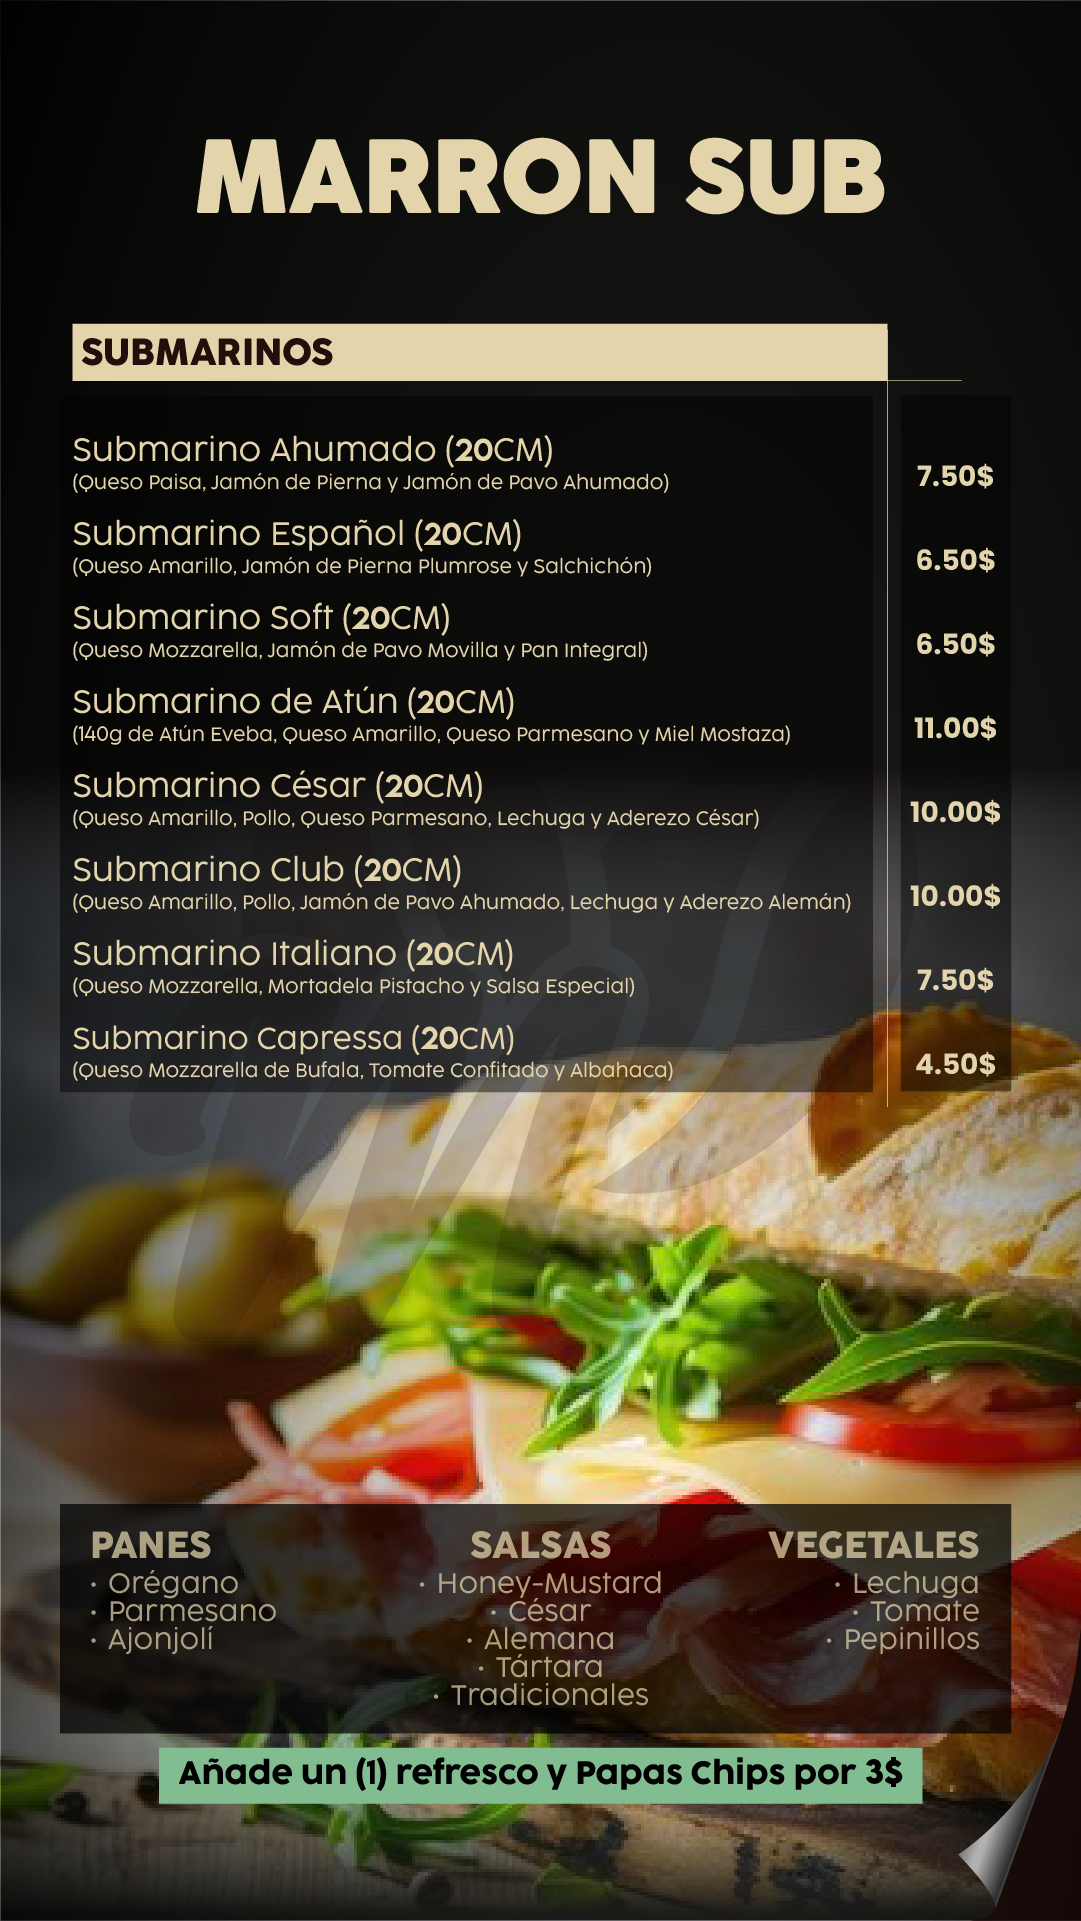 MARRON SUB
SUBMARINOS
Submarino Ahumado (20CM)
(Queso Paisa, Jamón de Pierna y Jamón de Pavo Ahumado)
7.50$
Submarino Español (20CM)
(Queso Amarillo, Jamón de Pierna Plumrose y Salchichón)
6.50$
Submarino Soft (20CM)
(Queso Mozzarella, Jamón de Pavo Movilla y Pan Integral)
6.50$
Submarino de Atún (20CM)
(140g de Atún Eveba, Queso Amarillo, Queso Parmesano y Miel Mostaza)
11.00$
Submarino César (20CM)
(Queso Amarillo, Pollo, Queso Parmesano, Lechuga y Aderezo César)
10.00$
Submarino Club (20CM)
(Queso Amarillo, Pollo, Jamón de Pavo Ahumado, Lechuga y Aderezo Alemán)
10.00$
Submarino Italiano (20CM)
(Queso Mozzarella, Mortadela Pistacho y Salsa Especial)
7.50$
Submarino Capressa (20CM)
(Queso Mozzarella de Bufala, Tomate Confitado y Albahaca)
4.50$
PANES
· Orégano
· Parmesano
· Ajonjolí
SALSAS
· Honey-Mustard
· César
· Alemana
· Tártara
· Tradicionales
VEGETALES
· Lechuga
· Tomate
· Pepinillos
Añade un (1) refresco y Papas Chips por 3$